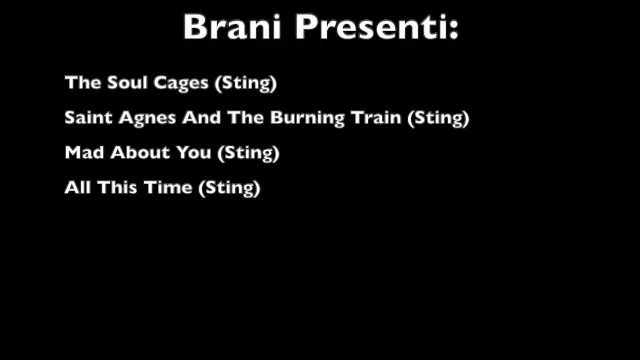 Brani Presenti:
The Soul Cages (Sting)
Saint Agnes And The Burning Train (Sting)
Mad About You (Sting)
All This Time (Sting)